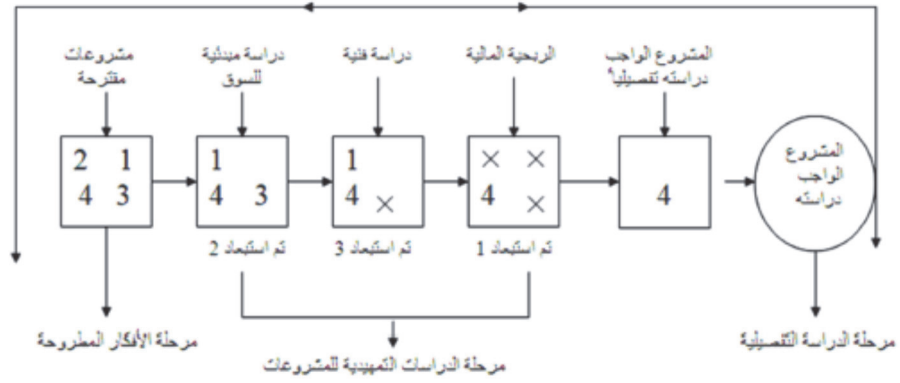 مشروعات
مقترحة
دراسة مبدئية
للسوق
دراسة فنية
الربحية المالية
المشروع الواجب
دراسته تفصيلياً
2 1
4 3
1
4 3
1
4 ×
× ×
4 ×
4
المشروع
الواجب
دراسته
تم استبعاد 2
تم استبعاد 3
تم استبعاد 1
مرحلة الأفكار المطروحة
مرحلة الدراسات التمهيدية للمشروعات
مرحلة الدراسة التفصيلية